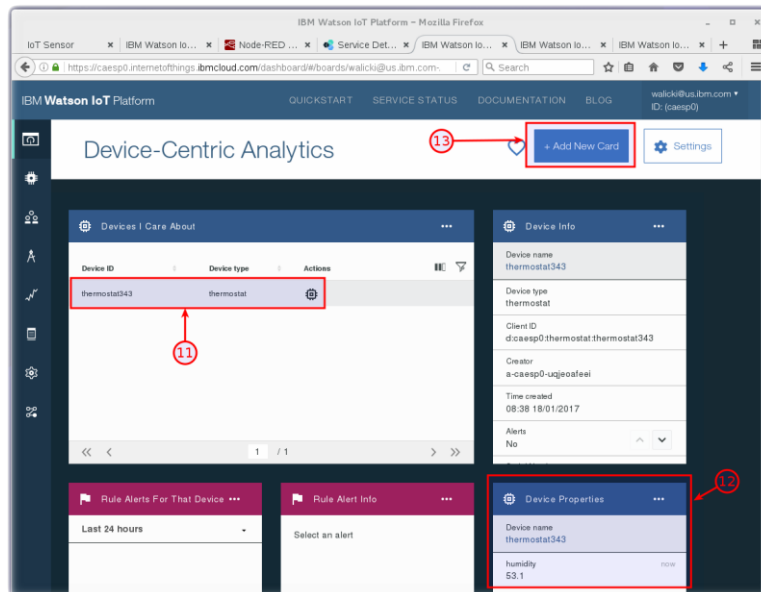 IBM Watson IoT Platform - Mozilla Firefox
IoT Sensor × IBM Watson Io... × Node-RED ... × Service Det... × IBM Watson Io... × IBM Watson Io... × IBM Watson Io... × +
https://caesp0.internetofthings.ibmcloud.com/dashboard/#/boards/walicki@us.ibm.com-. Search
IBM Watson IoT Platform QUICKSTART SERVICE STATUS DOCUMENTATION BLOG walicki@us.ibm.com
ID: (caesp0)
Device-Centric Analytics 13 + Add New Card Settings
Devices I Care About ...
Device ID Device type Actions
thermostat343 thermostat
11
<< < 1 / 1 > >>
Device Info ...
Device name
thermostat343
Device type
thermostat
Client ID
d:caesp0:thermostat:thermostat343
Creator
a-caesp0-uqjeoafeei
Time created
08:38 18/01/2017
Alerts
No
Rule Alerts For That Device ...
Last 24 hours
Rule Alert Info ...
Select an alert
12
Device Properties ...
Device name
thermostat343
humidity now
53.1